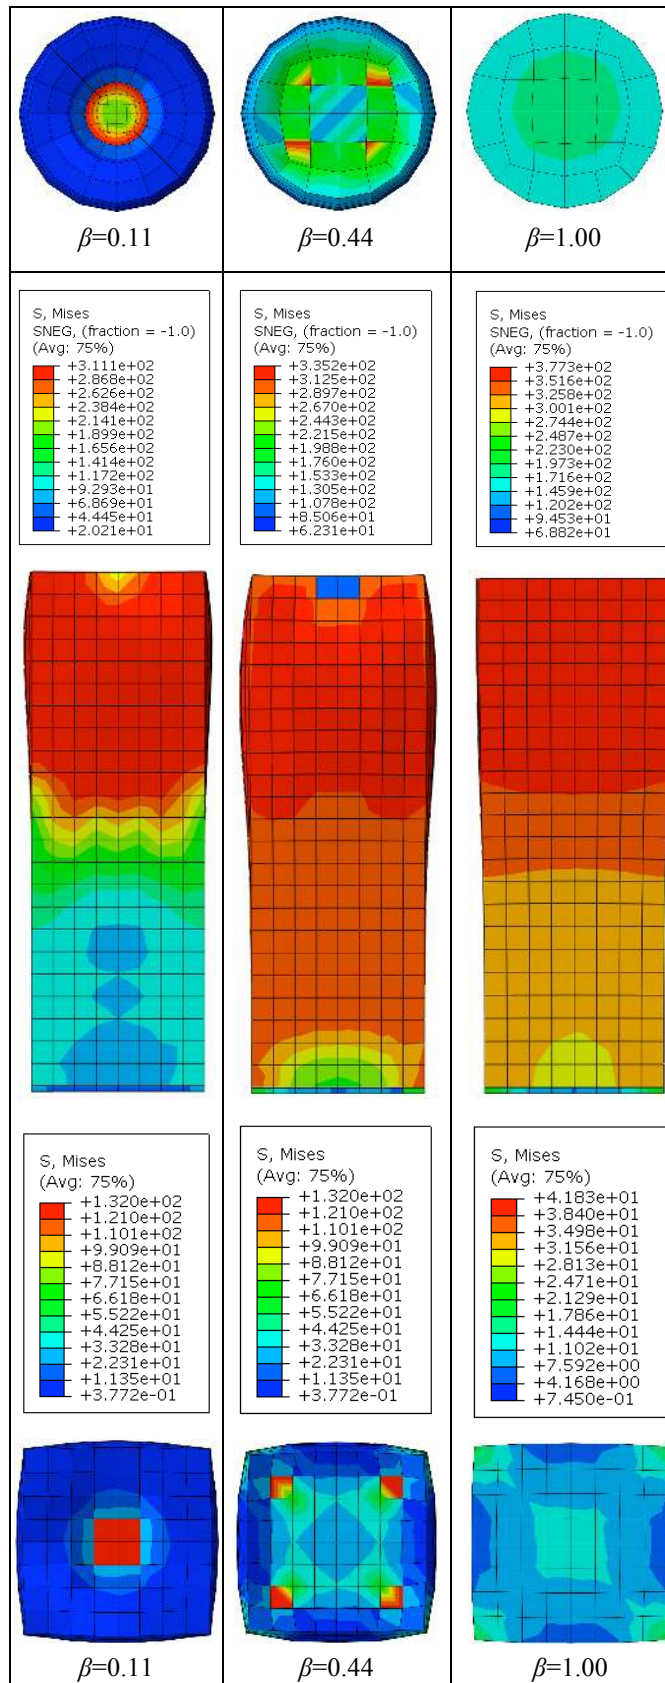 β=0.11
β=0.44
β=1.00
S, Mises
SNEG, (fraction = -1.0)
(Avg: 75%)
+3.111e+02
+2.868e+02
+2.626e+02
+2.384e+02
+2.141e+02
+1.899e+02
+1.656e+02
+1.414e+02
+1.172e+02
+9.293e+01
+6.869e+01
+4.445e+01
+2.021e+01
S, Mises
SNEG, (fraction = -1.0)
(Avg: 75%)
+3.352e+02
+3.125e+02
+2.897e+02
+2.670e+02
+2.443e+02
+2.215e+02
+1.988e+02
+1.760e+02
+1.533e+02
+1.305e+02
+1.078e+02
+8.506e+01
+6.231e+01
S, Mises
SNEG, (fraction = -1.0)
(Avg: 75%)
+3.773e+02
+3.516e+02
+3.258e+02
+3.001e+02
+2.744e+02
+2.487e+02
+2.230e+02
+1.973e+02
+1.716e+02
+1.459e+02
+1.202e+02
+9.453e+01
+6.882e+01
S, Mises
(Avg: 75%)
+1.320e+02
+1.210e+02
+1.101e+02
+9.909e+01
+8.812e+01
+7.715e+01
+6.618e+01
+5.522e+01
+4.425e+01
+3.328e+01
+2.231e+01
+1.135e+01
+3.772e-01
S, Mises
(Avg: 75%)
+1.320e+02
+1.210e+02
+1.101e+02
+9.909e+01
+8.812e+01
+7.715e+01
+6.618e+01
+5.522e+01
+4.425e+01
+3.328e+01
+2.231e+01
+1.135e+01
+3.772e-01
S, Mises
(Avg: 75%)
+4.183e+01
+3.840e+01
+3.498e+01
+3.156e+01
+2.813e+01
+2.471e+01
+2.129e+01
+1.786e+01
+1.444e+01
+1.102e+01
+7.592e+00
+4.168e+00
+7.450e-01
β=0.11
β=0.44
β=1.00